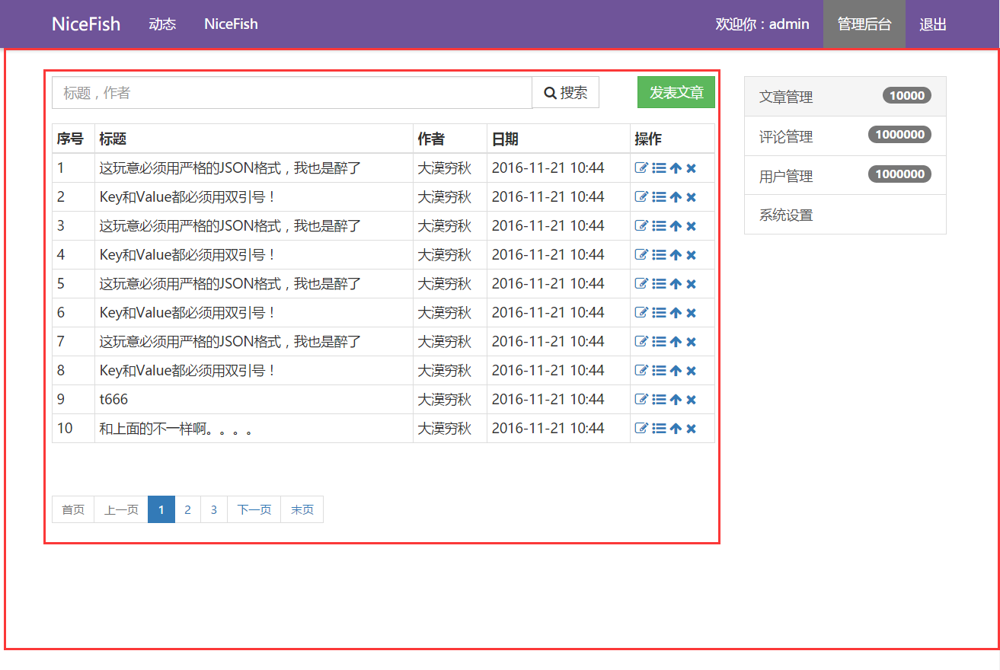 NiceFish 动态 NiceFish 欢迎你：admin 管理后台 退出
标题，作者 搜索 发表文章
序号 标题 作者 日期 操作
1 这玩意必须用严格的JSON格式，我也是醉了 大漠穷秋 2016-11-21 10:44
2 Key和Value都必须用双引号！ 大漠穷秋 2016-11-21 10:44
3 这玩意必须用严格的JSON格式，我也是醉了 大漠穷秋 2016-11-21 10:44
4 Key和Value都必须用双引号！ 大漠穷秋 2016-11-21 10:44
5 这玩意必须用严格的JSON格式，我也是醉了 大漠穷秋 2016-11-21 10:44
6 Key和Value都必须用双引号！ 大漠穷秋 2016-11-21 10:44
7 这玩意必须用严格的JSON格式，我也是醉了 大漠穷秋 2016-11-21 10:44
8 Key和Value都必须用双引号！ 大漠穷秋 2016-11-21 10:44
9 t666 大漠穷秋 2016-11-21 10:44
10 和上面的不一样啊。。。。 大漠穷秋 2016-11-21 10:44
首页 上一页 1 2 3 下一页 末页
文章管理 10000
评论管理 1000000
用户管理 1000000
系统设置